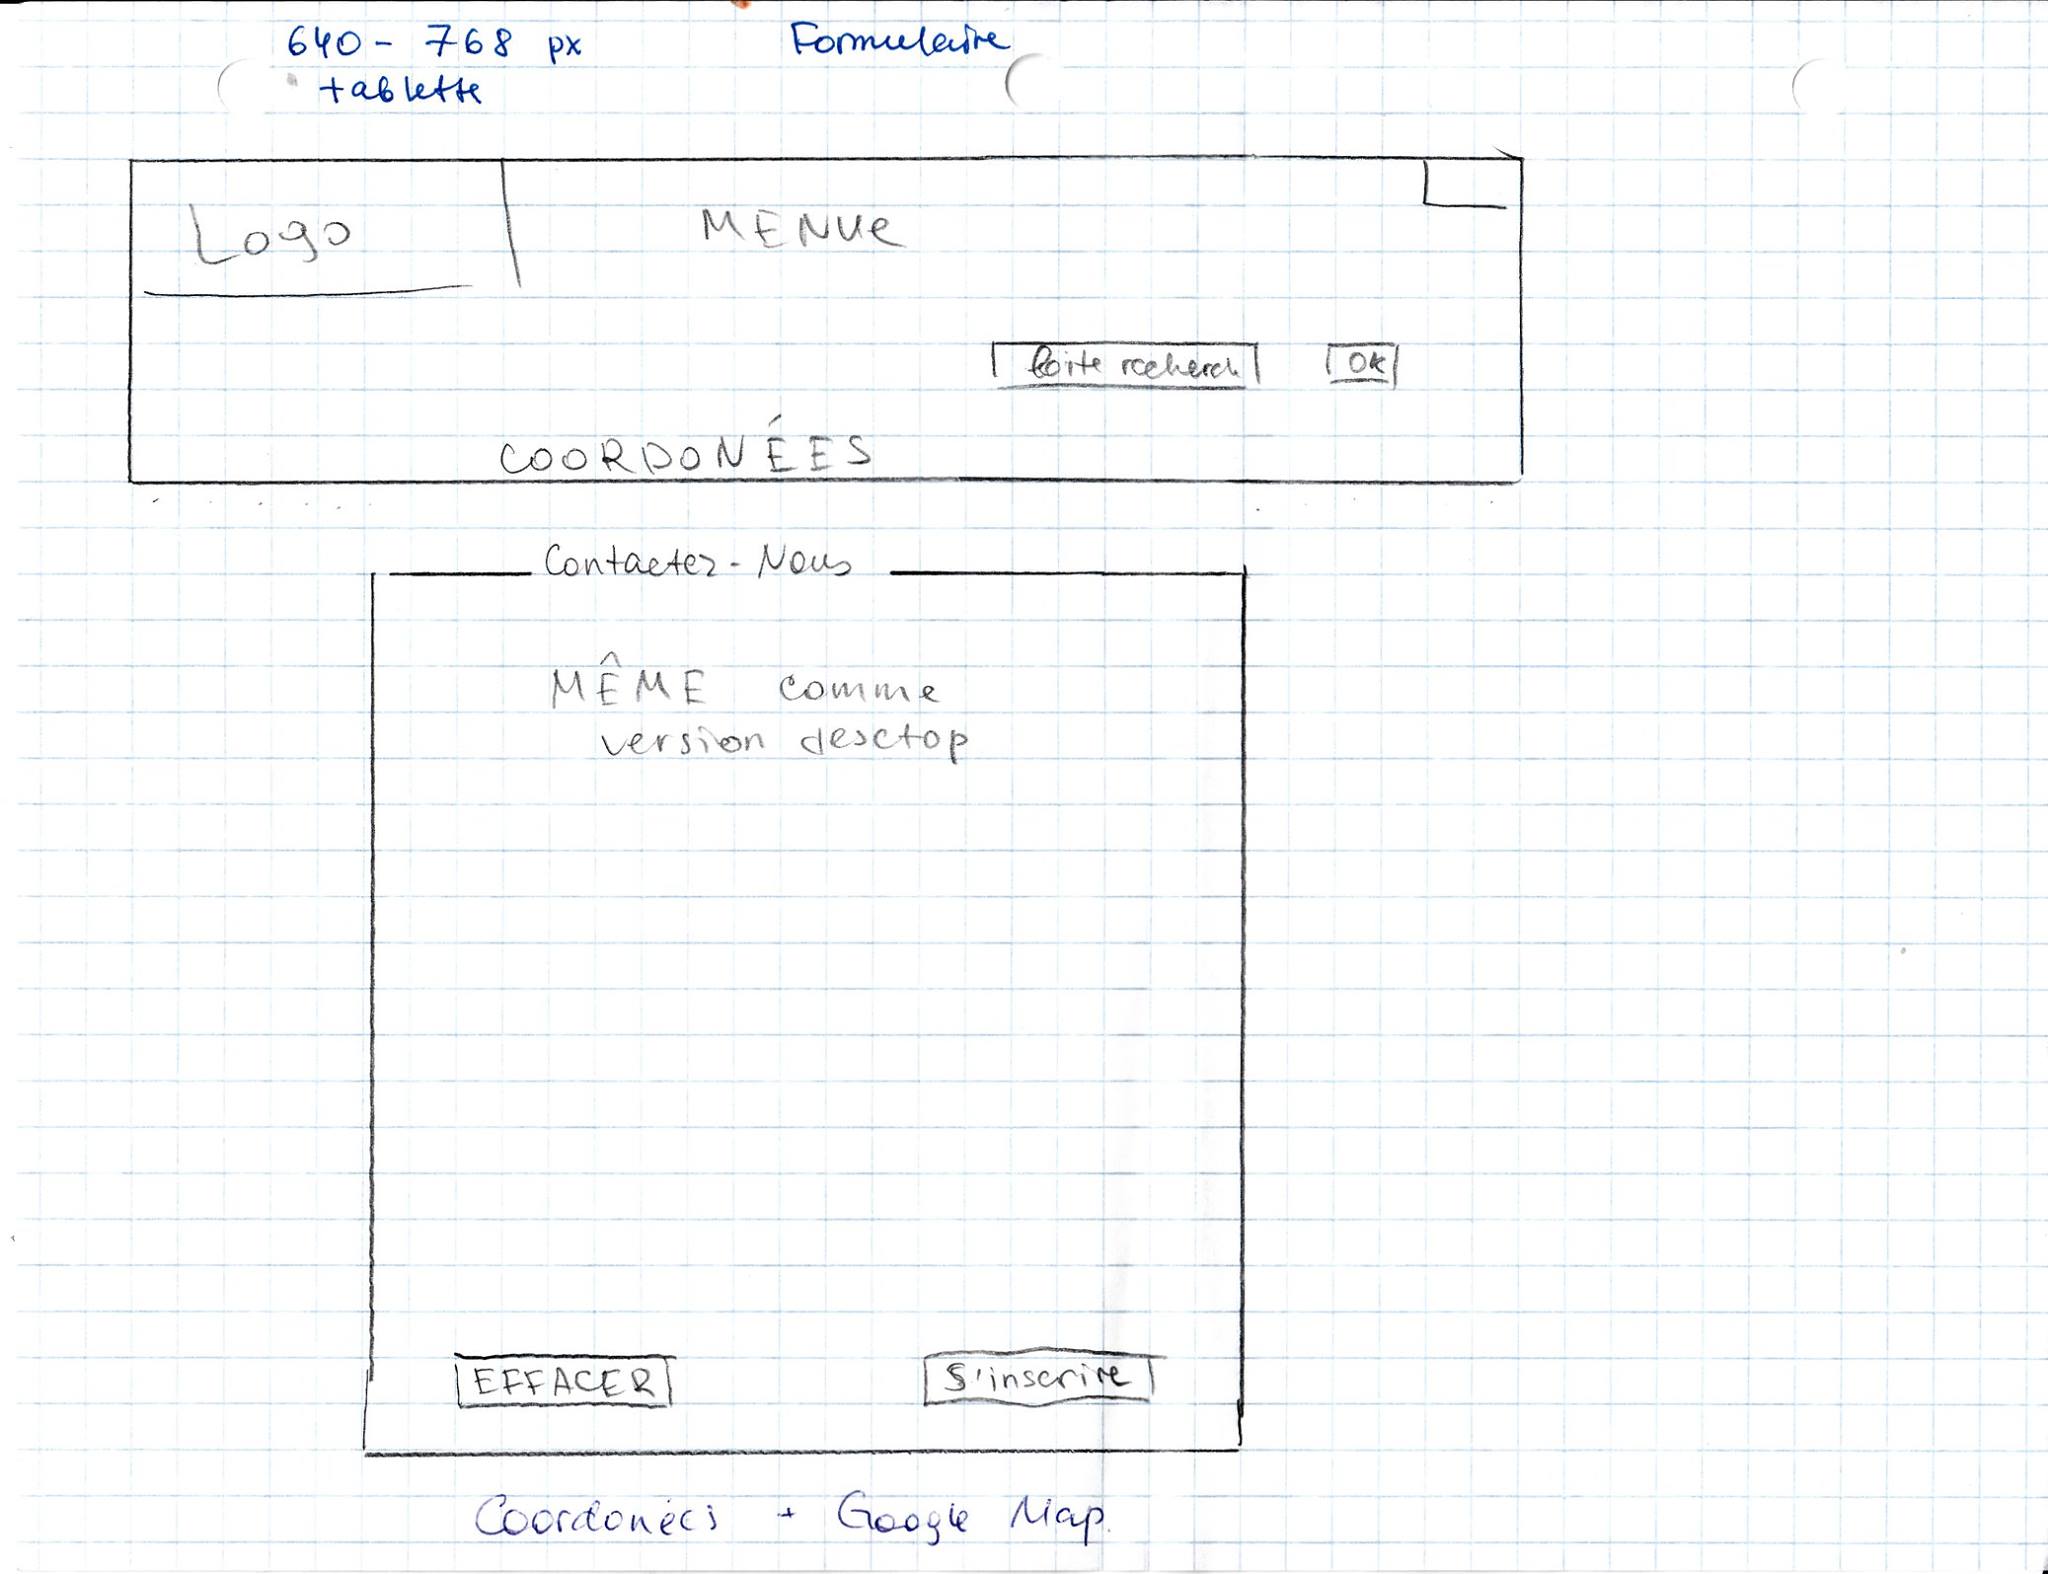 640 - 768 px
tablette
Formulaire
Logo
MENUe
boite recherch
OK
COORDONÉES
Contactez-Nous
MÊME comme
version desctop
EFFACER
S'inscrire
Coordonées + Google Map